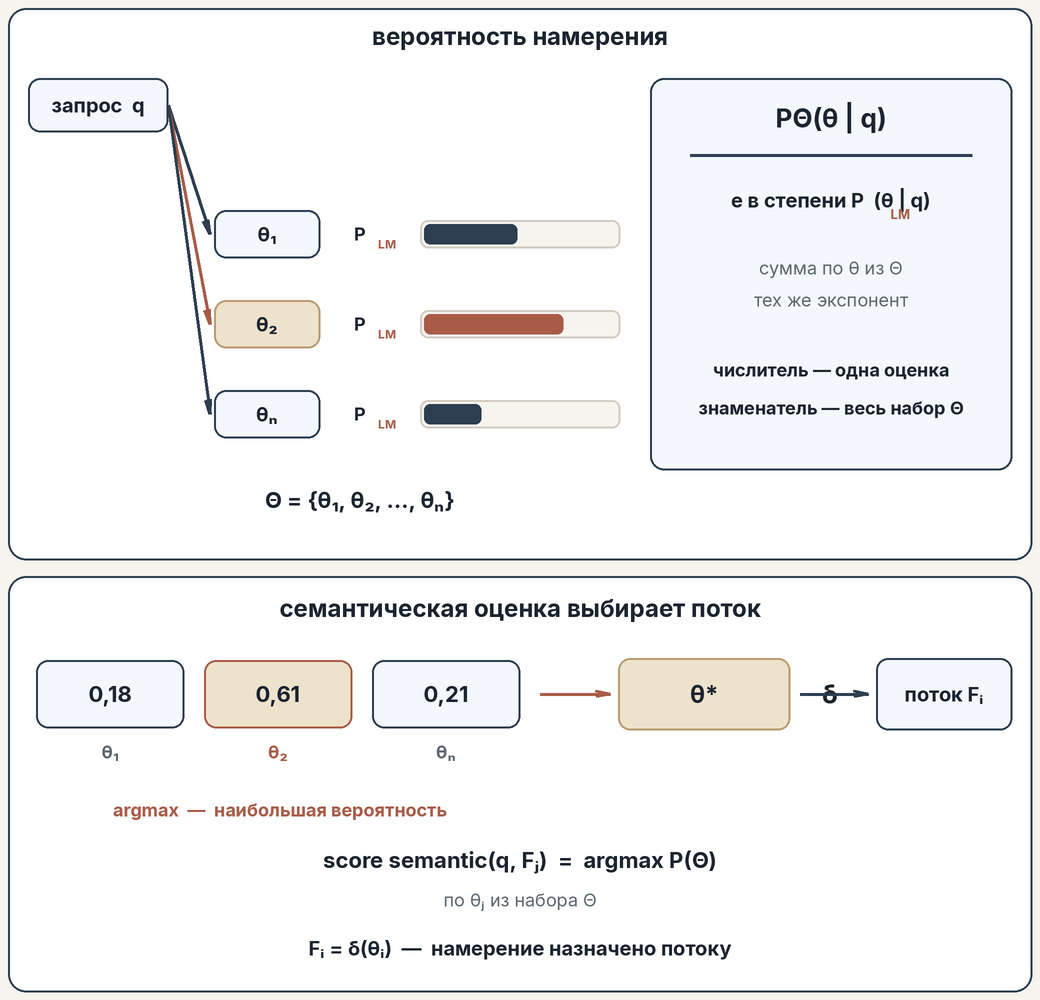 вероятность намерения
запрос q
PΘ(θ | q)
e в степени P (θ | q)
LM
θ₁
P LM
сумма по θ из Θ
тех же экспонент
θ₂
P LM
числитель — одна оценка
знаменатель — весь набор Θ
θₙ
P LM
Θ = {θ₁, θ₂, ..., θₙ}
семантическая оценка выбирает поток
0,18
0,61
0,21
θ*
δ
поток Fᵢ
θ₁
θ₂
θₙ
argmax — наибольшая вероятность
score semantic(q, Fⱼ) = argmax P(Θ)
по θⱼ из набора Θ
Fᵢ = δ(θᵢ) — намерение назначено потоку